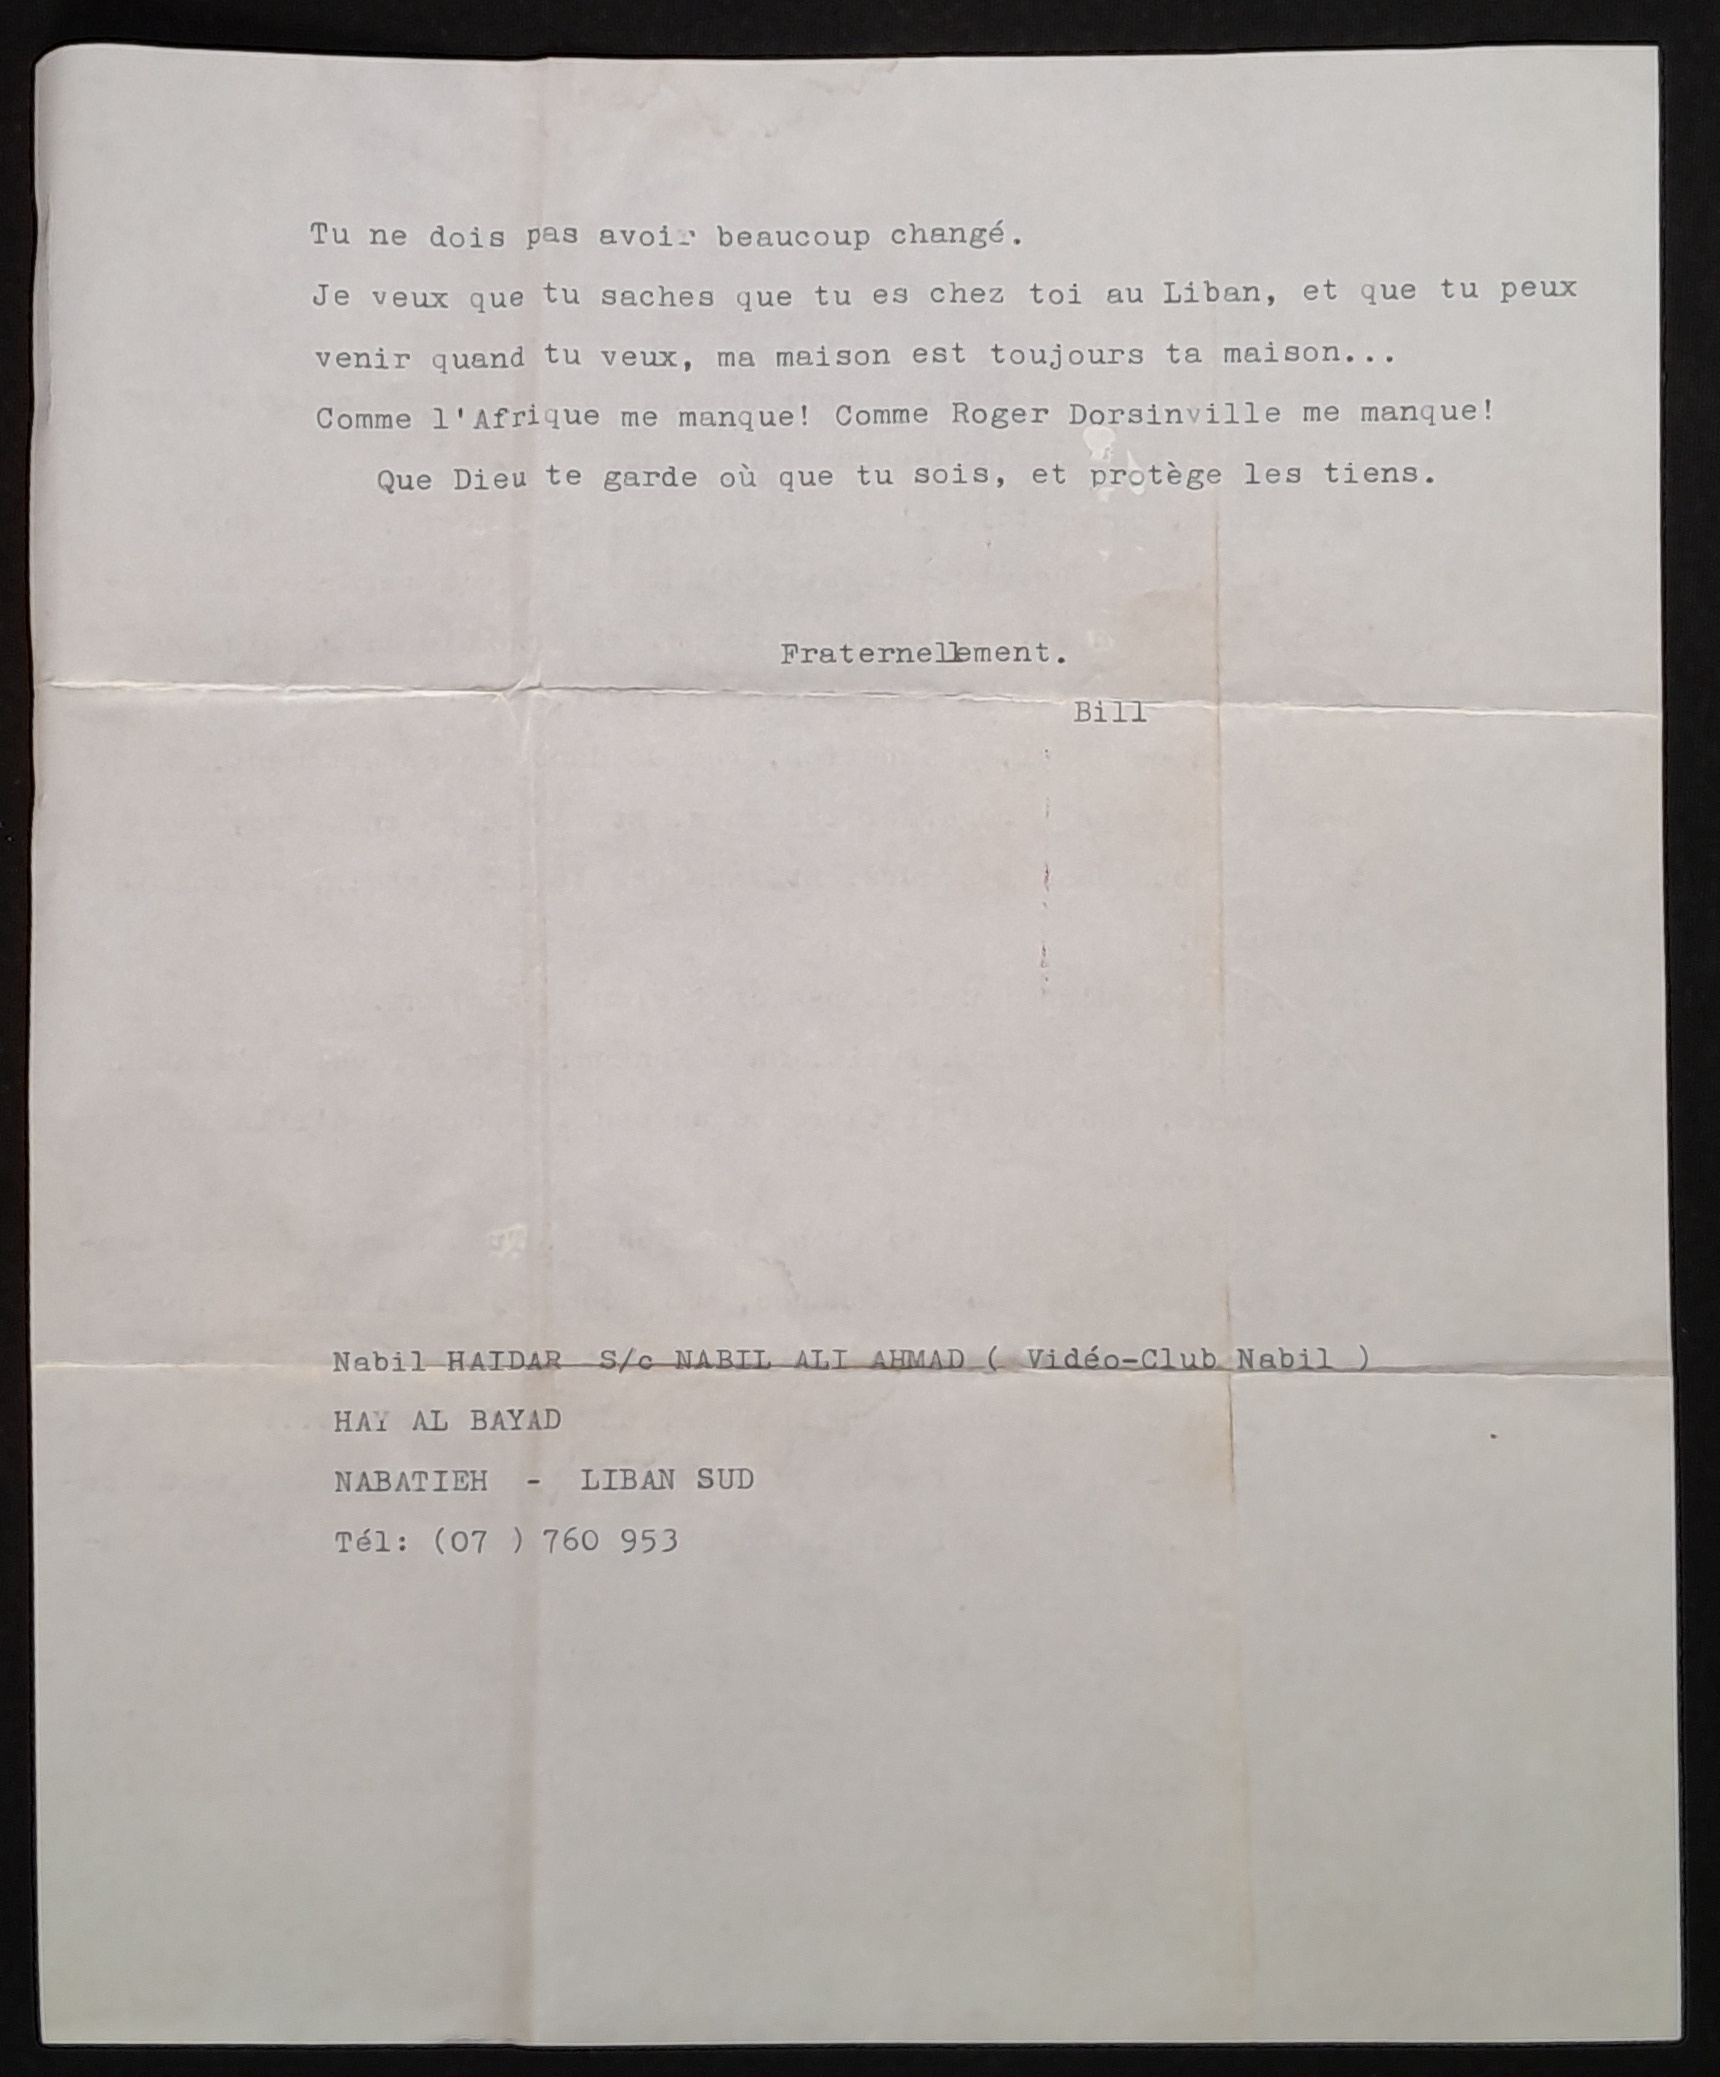 Tu ne dois pas avoir beaucoup changé.
Je veux que tu saches que tu es chez toi au Liban, et que tu peux
venir quand tu veux, ma maison est toujours ta maison...
Comme l'Afrique me manque! Comme Roger Dorsinville me manque!
Que Dieu te garde où que tu sois, et protège les tiens.
Fraternellement.
Bill
Nabil HAIDAR S/c NABIL ALI AHMAD ( Vidéo-Club Nabil )
HAY AL BAYAD
NABATIEH - LIBAN SUD
Tél: (07 ) 760 953